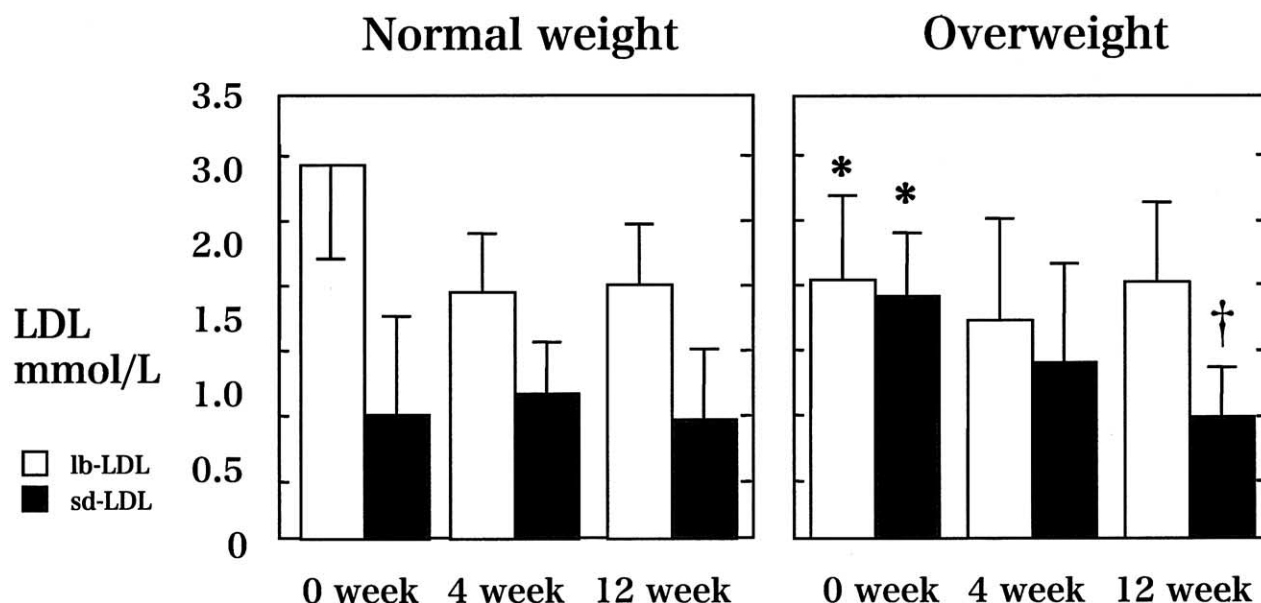 Normal weight
Overweight
3.5
3.0
2.0
1.5
1.0
0.5
0
LDL
mmol/L
lb-LDL
sd-LDL
*
*
†
0 week 4 week 12 week
0 week 4 week 12 week